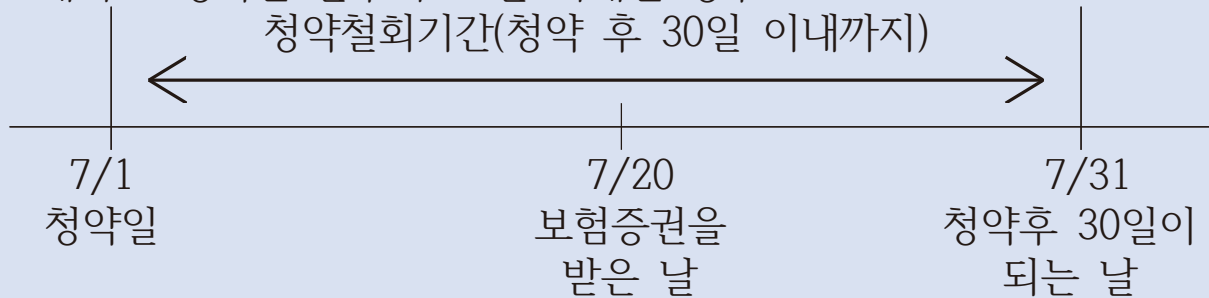 청약철회기간(청약 후 30일 이내까지)
7/1
청약일
7/20
보험증권을
받은 날
7/31
청약후 30일이
되는 날